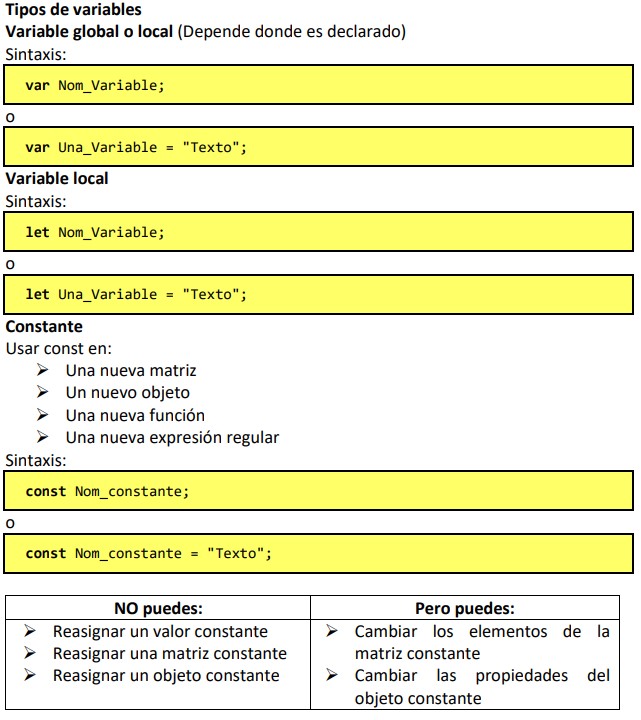 Tipos de variables
Variable global o local (Depende donde es declarado)
Sintaxis:
var Nom_Variable;
o
var Una_Variable = "Texto";
Variable local
Sintaxis:
let Nom_Variable;
o
let Una_Variable = "Texto";
Constante
Usar const en:
➢ Una nueva matriz
➢ Un nuevo objeto
➢ Una nueva función
➢ Una nueva expresión regular
Sintaxis:
const Nom_constante;
o
const Nom_constante = "Texto";
NO puedes:
➢ Reasignar un valor constante
➢ Reasignar una matriz constante
➢ Reasignar un objeto constante
Pero puedes:
➢ Cambiar los elementos de la
matriz constante
➢ Cambiar las propiedades del
objeto constante